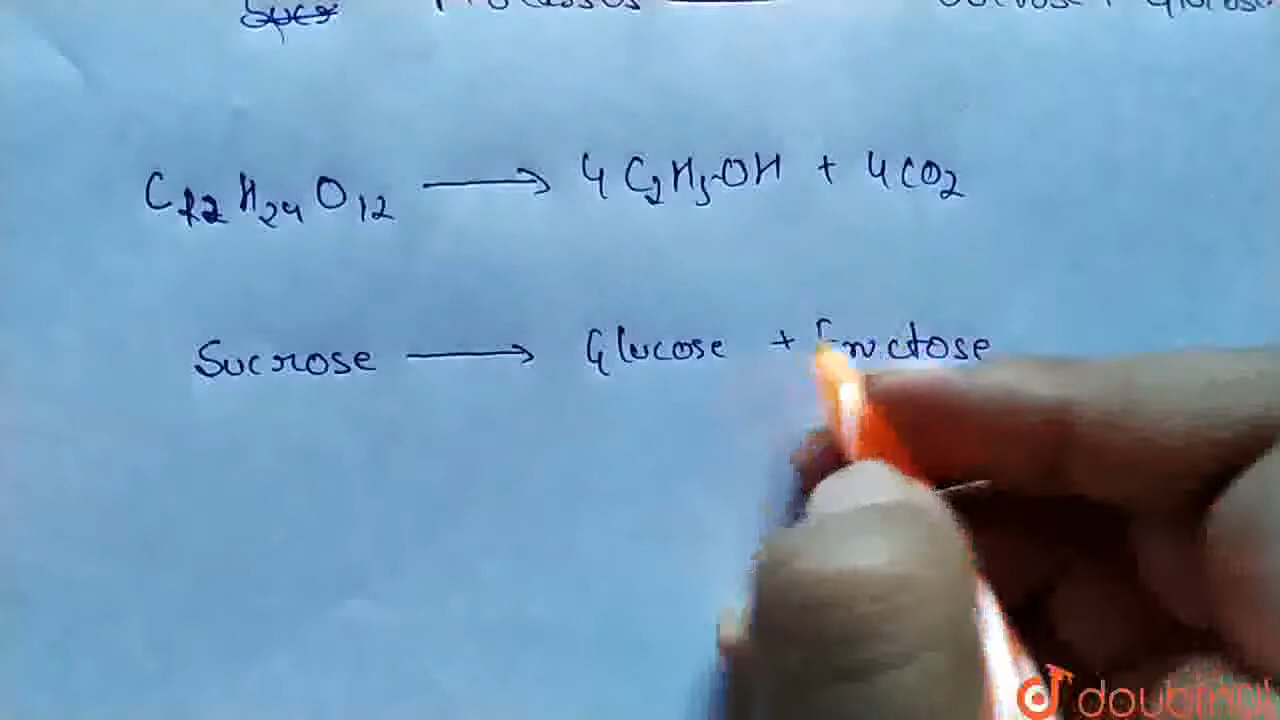 C12H24O12 ⟶ 4C2H5OH + 4CO2
Sucrose ⟶ Glucose + Fructose
doubtnut